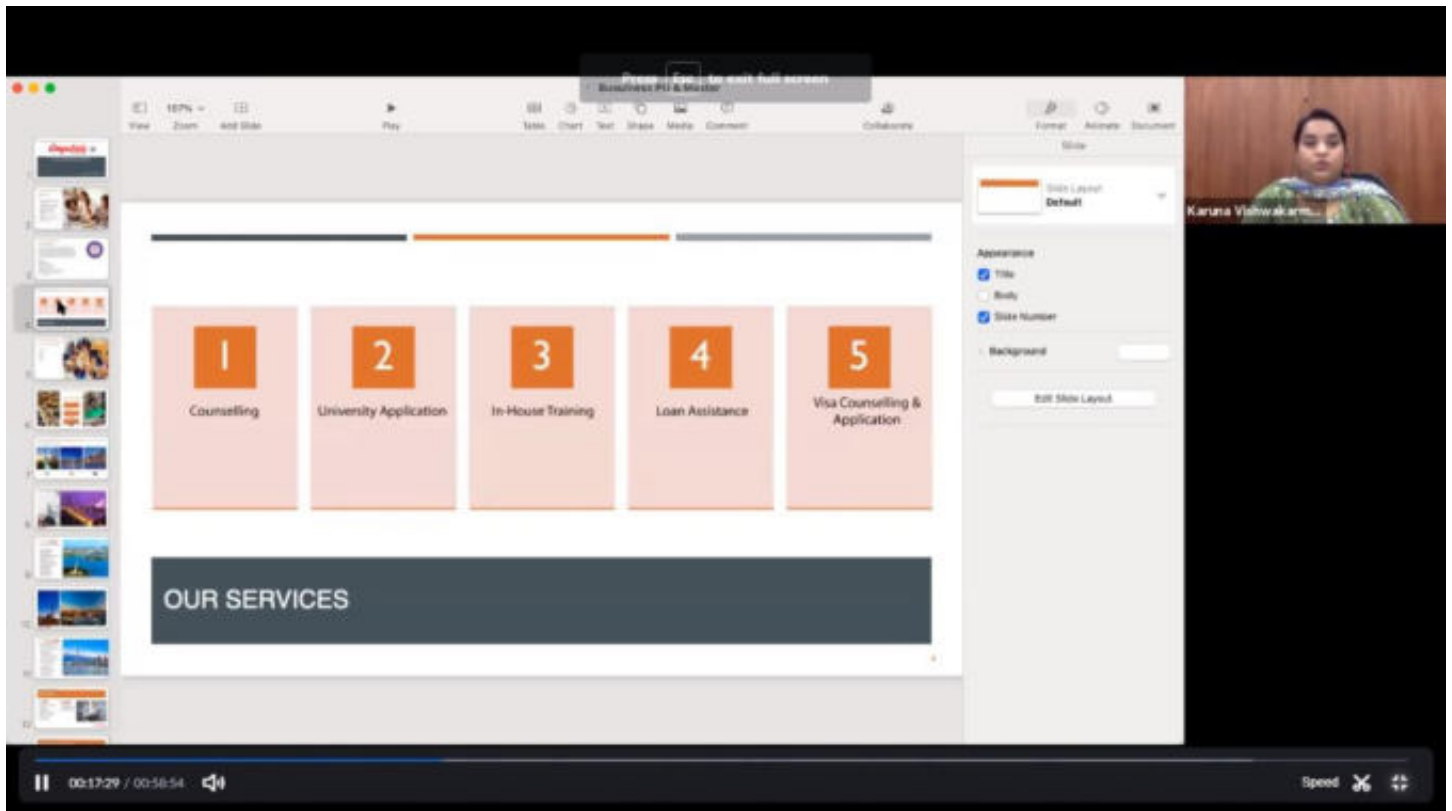 Press Esc to exit full screen
Bussiness PU & Master
107%
View Zoom Add Slide Play Table Chart Text Shape Media Comment Collaborate Format Animate Document
Slide
Slide Layout
Default
Karuna Vishwakarm...
Appearance
Title
Body
Slide Number
Background
Edit Slide Layout
1 2 3 4 5
Counselling University Application In-House Training Loan Assistance Visa Counselling &
Application
OUR SERVICES
00:17:29 / 00:58:54 Speed